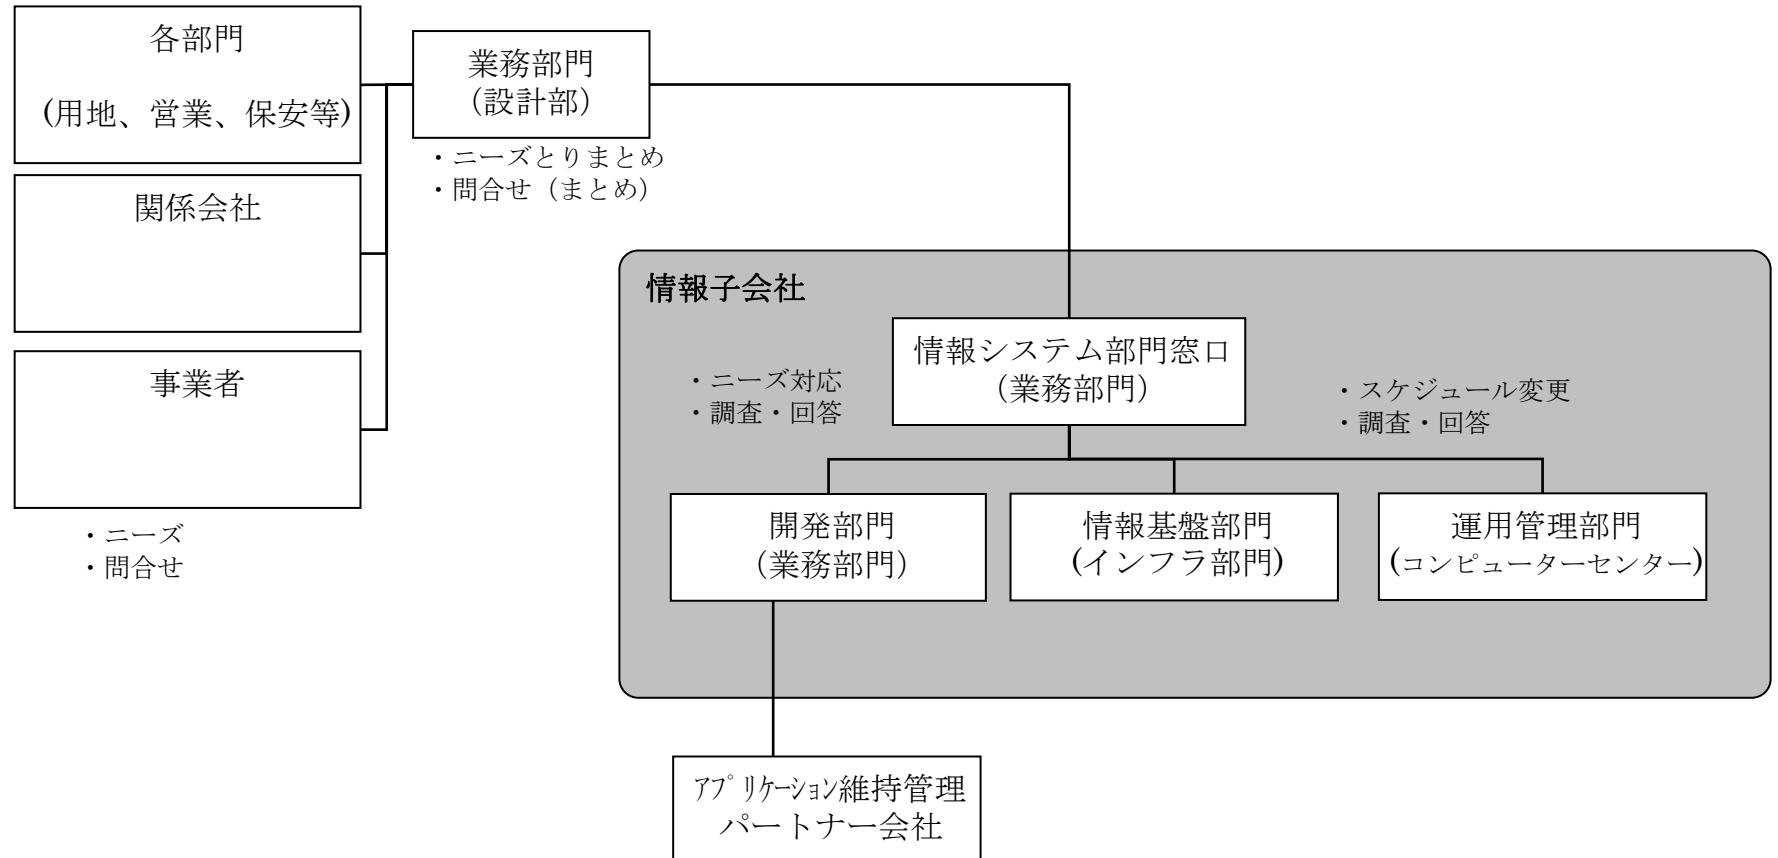 各部門
(用地、営業、保安等)
業務部門
（設計部）
・ニーズとりまとめ
・問合せ（まとめ）
関係会社
事業者
・ニーズ
・問合せ
情報子会社
情報システム部門窓口
（業務部門）
・ニーズ対応
・調査・回答
・スケジュール変更
・調査・回答
開発部門
（業務部門）
情報基盤部門
(インフラ部門)
運用管理部門
(コンピューターセンター)
ｱﾌﾟﾘｹｰｼｮﾝ維持管理
パートナー会社